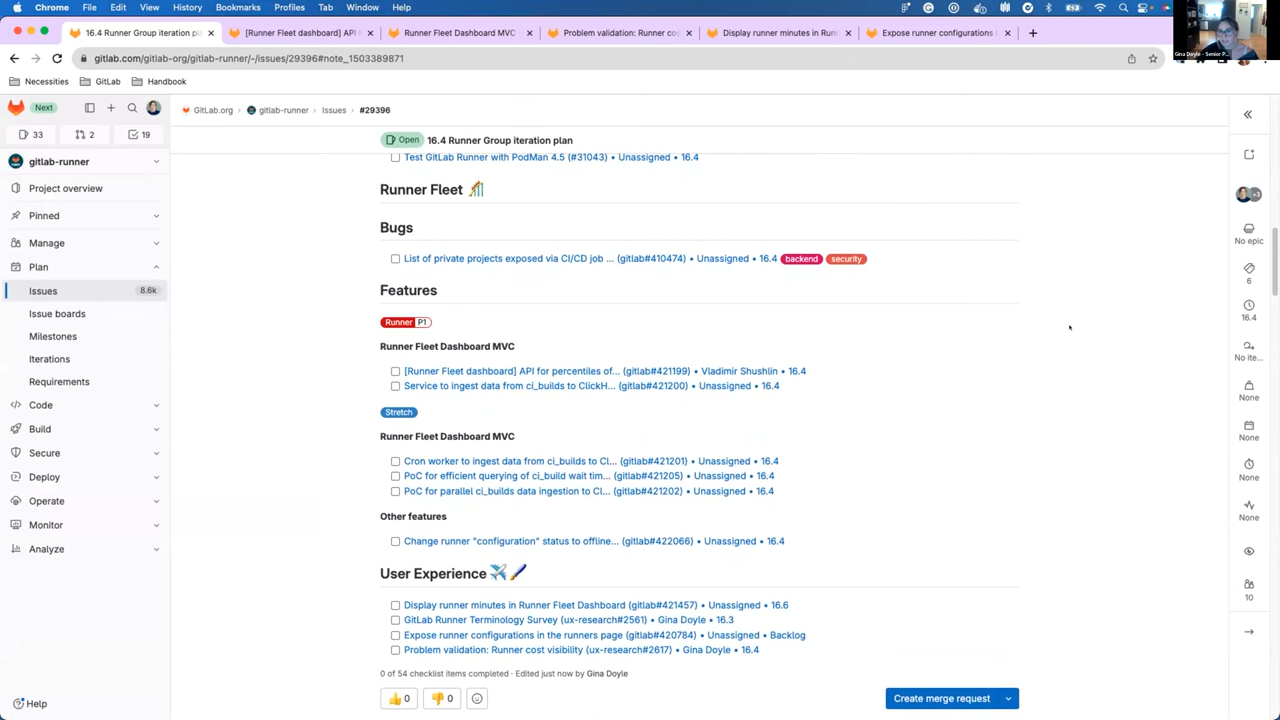 Chrome File Edit View History Bookmarks Profiles Tab Window Help
16.4 Runner Group iteration pla
[Runner Fleet dashboard] API
Runner Fleet Dashboard MVC
Problem validation: Runner co
Display runner minutes in Run
Expose runner configurations
Gina Doyle - Senior P...
gitlab.com/gitlab-org/gitlab-runner/-/issues/29396#note_1503389871
Necessities GitLab Handbook
Next
33 2 19
gitlab-runner
Project overview
Pinned
Manage
Plan
Issues 8.6k
Issue boards
Milestones
Iterations
Requirements
Code
Build
Secure
Deploy
Operate
Monitor
Analyze
Help
GitLab.org › gitlab-runner › Issues › #29396
Open 16.4 Runner Group iteration plan
Test GitLab Runner with PodMan 4.5 (#31043) • Unassigned • 16.4
Runner Fleet
Bugs
List of private projects exposed via CI/CD job ... (gitlab#410474) • Unassigned • 16.4 backend security
Features
Runner P1
Runner Fleet Dashboard MVC
[Runner Fleet dashboard] API for percentiles of... (gitlab#421199) • Vladimir Shushlin • 16.4
Service to ingest data from ci_builds to ClickH... (gitlab#421200) • Unassigned • 16.4
Stretch
Runner Fleet Dashboard MVC
Cron worker to ingest data from ci_builds to Cl... (gitlab#421201) • Unassigned • 16.4
PoC for efficient querying of ci_build wait tim... (gitlab#421205) • Unassigned • 16.4
PoC for parallel ci_builds data ingestion to Cl... (gitlab#421202) • Unassigned • 16.4
Other features
Change runner "configuration" status to offline... (gitlab#422066) • Unassigned • 16.4
User Experience ✈️🖌️
Display runner minutes in Runner Fleet Dashboard (gitlab#421457) • Unassigned • 16.6
GitLab Runner Terminology Survey (ux-research#2561) • Gina Doyle • 16.3
Expose runner configurations in the runners page (gitlab#420784) • Unassigned • Backlog
Problem validation: Runner cost visibility (ux-research#2617) • Gina Doyle • 16.4
0 of 54 checklist items completed · Edited just now by Gina Doyle
👍 0 👎 0
Create merge request
+3
No epic
6
16.4
No ite...
None
None
None
None
10